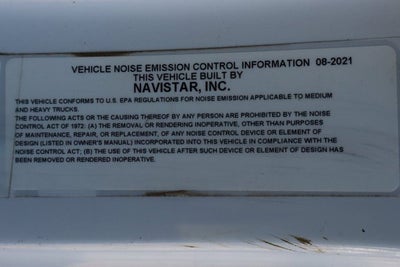 VEHICLE NOISE EMISSION CONTROL INFORMATION 08-2021
THIS VEHICLE BUILT BY
NAVISTAR, INC.
THIS VEHICLE CONFORMS TO U.S. EPA REGULATIONS FOR NOISE EMISSION APPLICABLE TO MEDIUM
AND HEAVY TRUCKS.
THE FOLLOWING ACTS OR THE CAUSING THEREOF BY ANY PERSON ARE PROHIBITED BY THE NOISE
CONTROL ACT OF 1972: (A) THE REMOVAL OR RENDERING INOPERATIVE, OTHER THAN PURPOSES
OF MAINTENANCE, REPAIR, OR REPLACEMENT, OF ANY NOISE CONTROL DEVICE OR ELEMENT OF
DESIGN (LISTED IN OWNER'S MANUAL) INCORPORATED INTO THIS VEHICLE IN COMPLIANCE WITH THE
NOISE CONTROL ACT; (B) THE USE OF THIS VEHICLE AFTER SUCH DEVICE OR ELEMENT OF DESIGN HAS
BEEN REMOVED OR RENDERED INOPERATIVE.